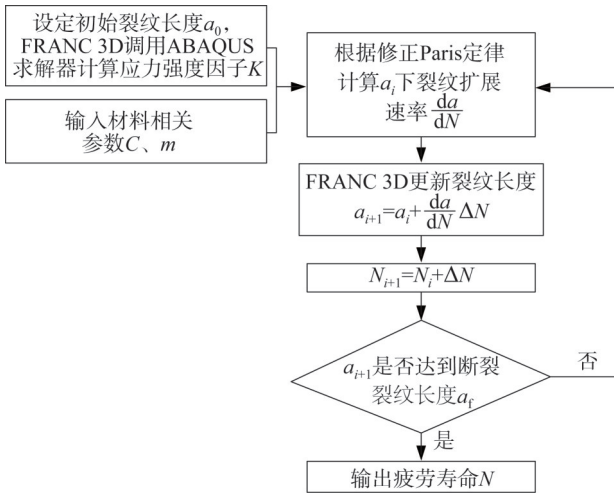 设定初始裂纹长度a₀,
FRANC 3D调用ABAQUS
求解器计算应力强度因子K
输入材料相关
参数C、m
根据修正Paris定律
计算aᵢ下裂纹扩展
速率da/dN
FRANC 3D更新裂纹长度
aᵢ₊₁=aᵢ+da/dN ΔN
Nᵢ₊₁=Nᵢ+ΔN
aᵢ₊₁是否达到断裂
裂纹长度a_f
否
是
输出疲劳寿命N